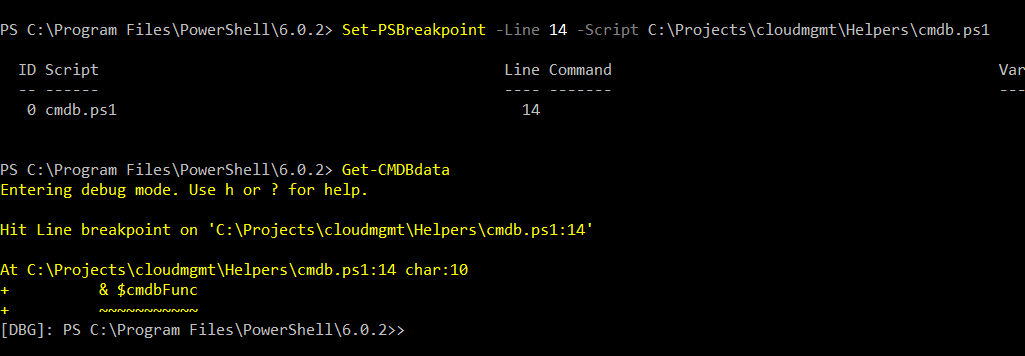 PS C:\Program Files\PowerShell\6.0.2> Set-PSBreakpoint -Line 14 -Script C:\Projects\cloudmgmt\Helpers\cmdb.ps1
  ID Script                                             Line Command                                           Var
  -- ------                                             ---- -------                                           ---
   0 cmdb.ps1                                             14
PS C:\Program Files\PowerShell\6.0.2> Get-CMDBdata
Entering debug mode. Use h or ? for help.
Hit Line breakpoint on 'C:\Projects\cloudmgmt\Helpers\cmdb.ps1:14'
At C:\Projects\cloudmgmt\Helpers\cmdb.ps1:14 char:10
+          & $cmdbFunc
+          ~~~~~~~~~~~
[DBG]: PS C:\Program Files\PowerShell\6.0.2>>